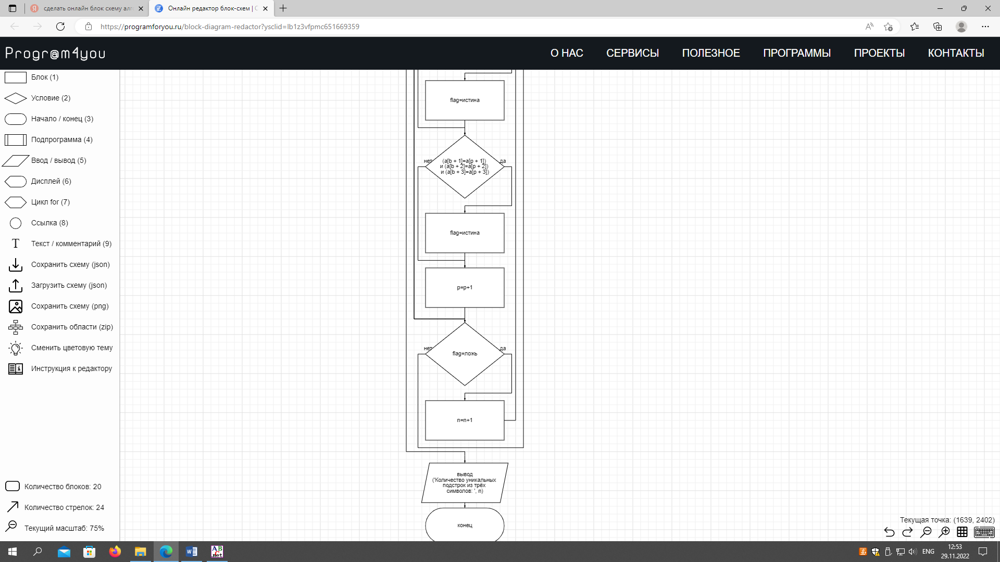 сделать онлайн блок схему алг
Онлайн редактор блок-схем | С
https://programforyou.ru/block-diagram-redactor?ysclid=lb1z3vfpmc651669359
Progr@m4you
О НАС
СЕРВИСЫ
ПОЛЕЗНОЕ
ПРОГРАММЫ
ПРОЕКТЫ
КОНТАКТЫ
Блок (1)
Условие (2)
Начало / конец (3)
Подпрограмма (4)
Ввод / вывод (5)
Дисплей (6)
Цикл for (7)
Ссылка (8)
Текст / комментарий (9)
Сохранить схему (json)
Загрузить схему (json)
Сохранить схему (png)
Сохранить области (zip)
Сменить цветовую тему
Инструкция к редактору
Количество блоков: 20
Количество стрелок: 24
Текущий масштаб: 75%
flag=истина
нет
да
(a[b + 1]=a[p + 1])
и (a[b + 2]=a[p + 2])
и (a[b + 3]=a[p + 3])
flag=истина
p=p+1
нет
да
flag=ложь
n=n+1
вывод
('Количество уникальных
подстрок из трёх
символов: ', n)
конец
Текущая точка: (1639, 2402)
ENG
12:53
29.11.2022